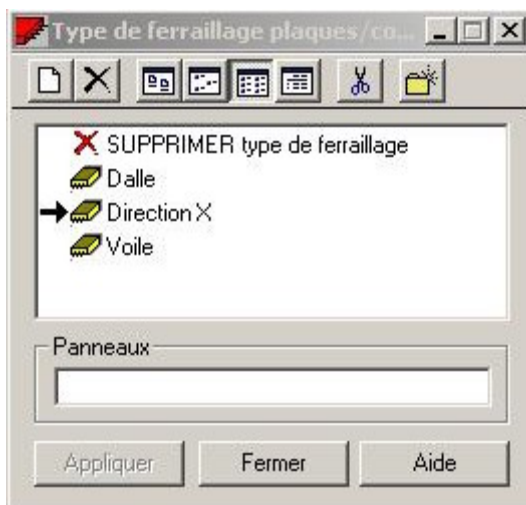 Type de ferraillage plaques/co...
SUPPRIMER type de ferraillage
Dalle
Direction X
Voile
Panneaux
Appliquer Fermer Aide